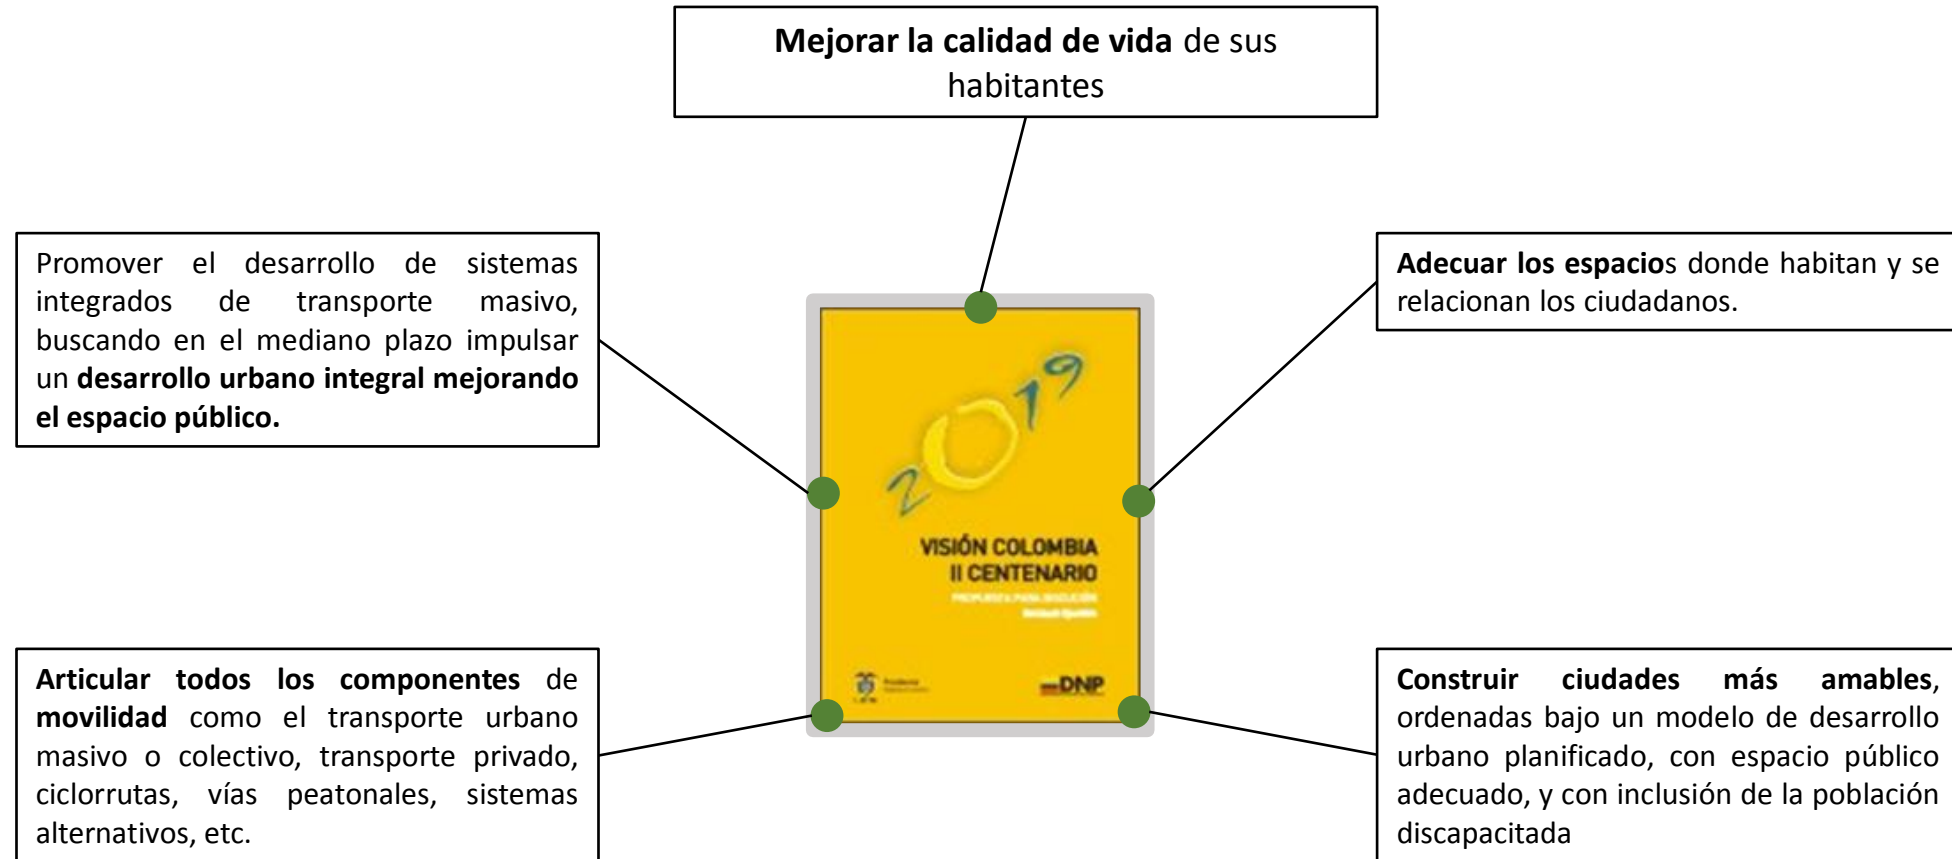 Mejorar la calidad de vida de sus
habitantes
Promover el desarrollo de sistemas
integrados de transporte masivo,
buscando en el mediano plazo impulsar
un desarrollo urbano integral mejorando
el espacio público.
Adecuar los espacios donde habitan y se
relacionan los ciudadanos.
2019
VISIÓN COLOMBIA
II CENTENARIO
PROPUESTA PARA DISCUSIÓN
DNP
Articular todos los componentes de
movilidad como el transporte urbano
masivo o colectivo, transporte privado,
ciclorrutas, vías peatonales, sistemas
alternativos, etc.
Construir ciudades más amables,
ordenadas bajo un modelo de desarrollo
urbano planificado, con espacio público
adecuado, y con inclusión de la población
discapacitada